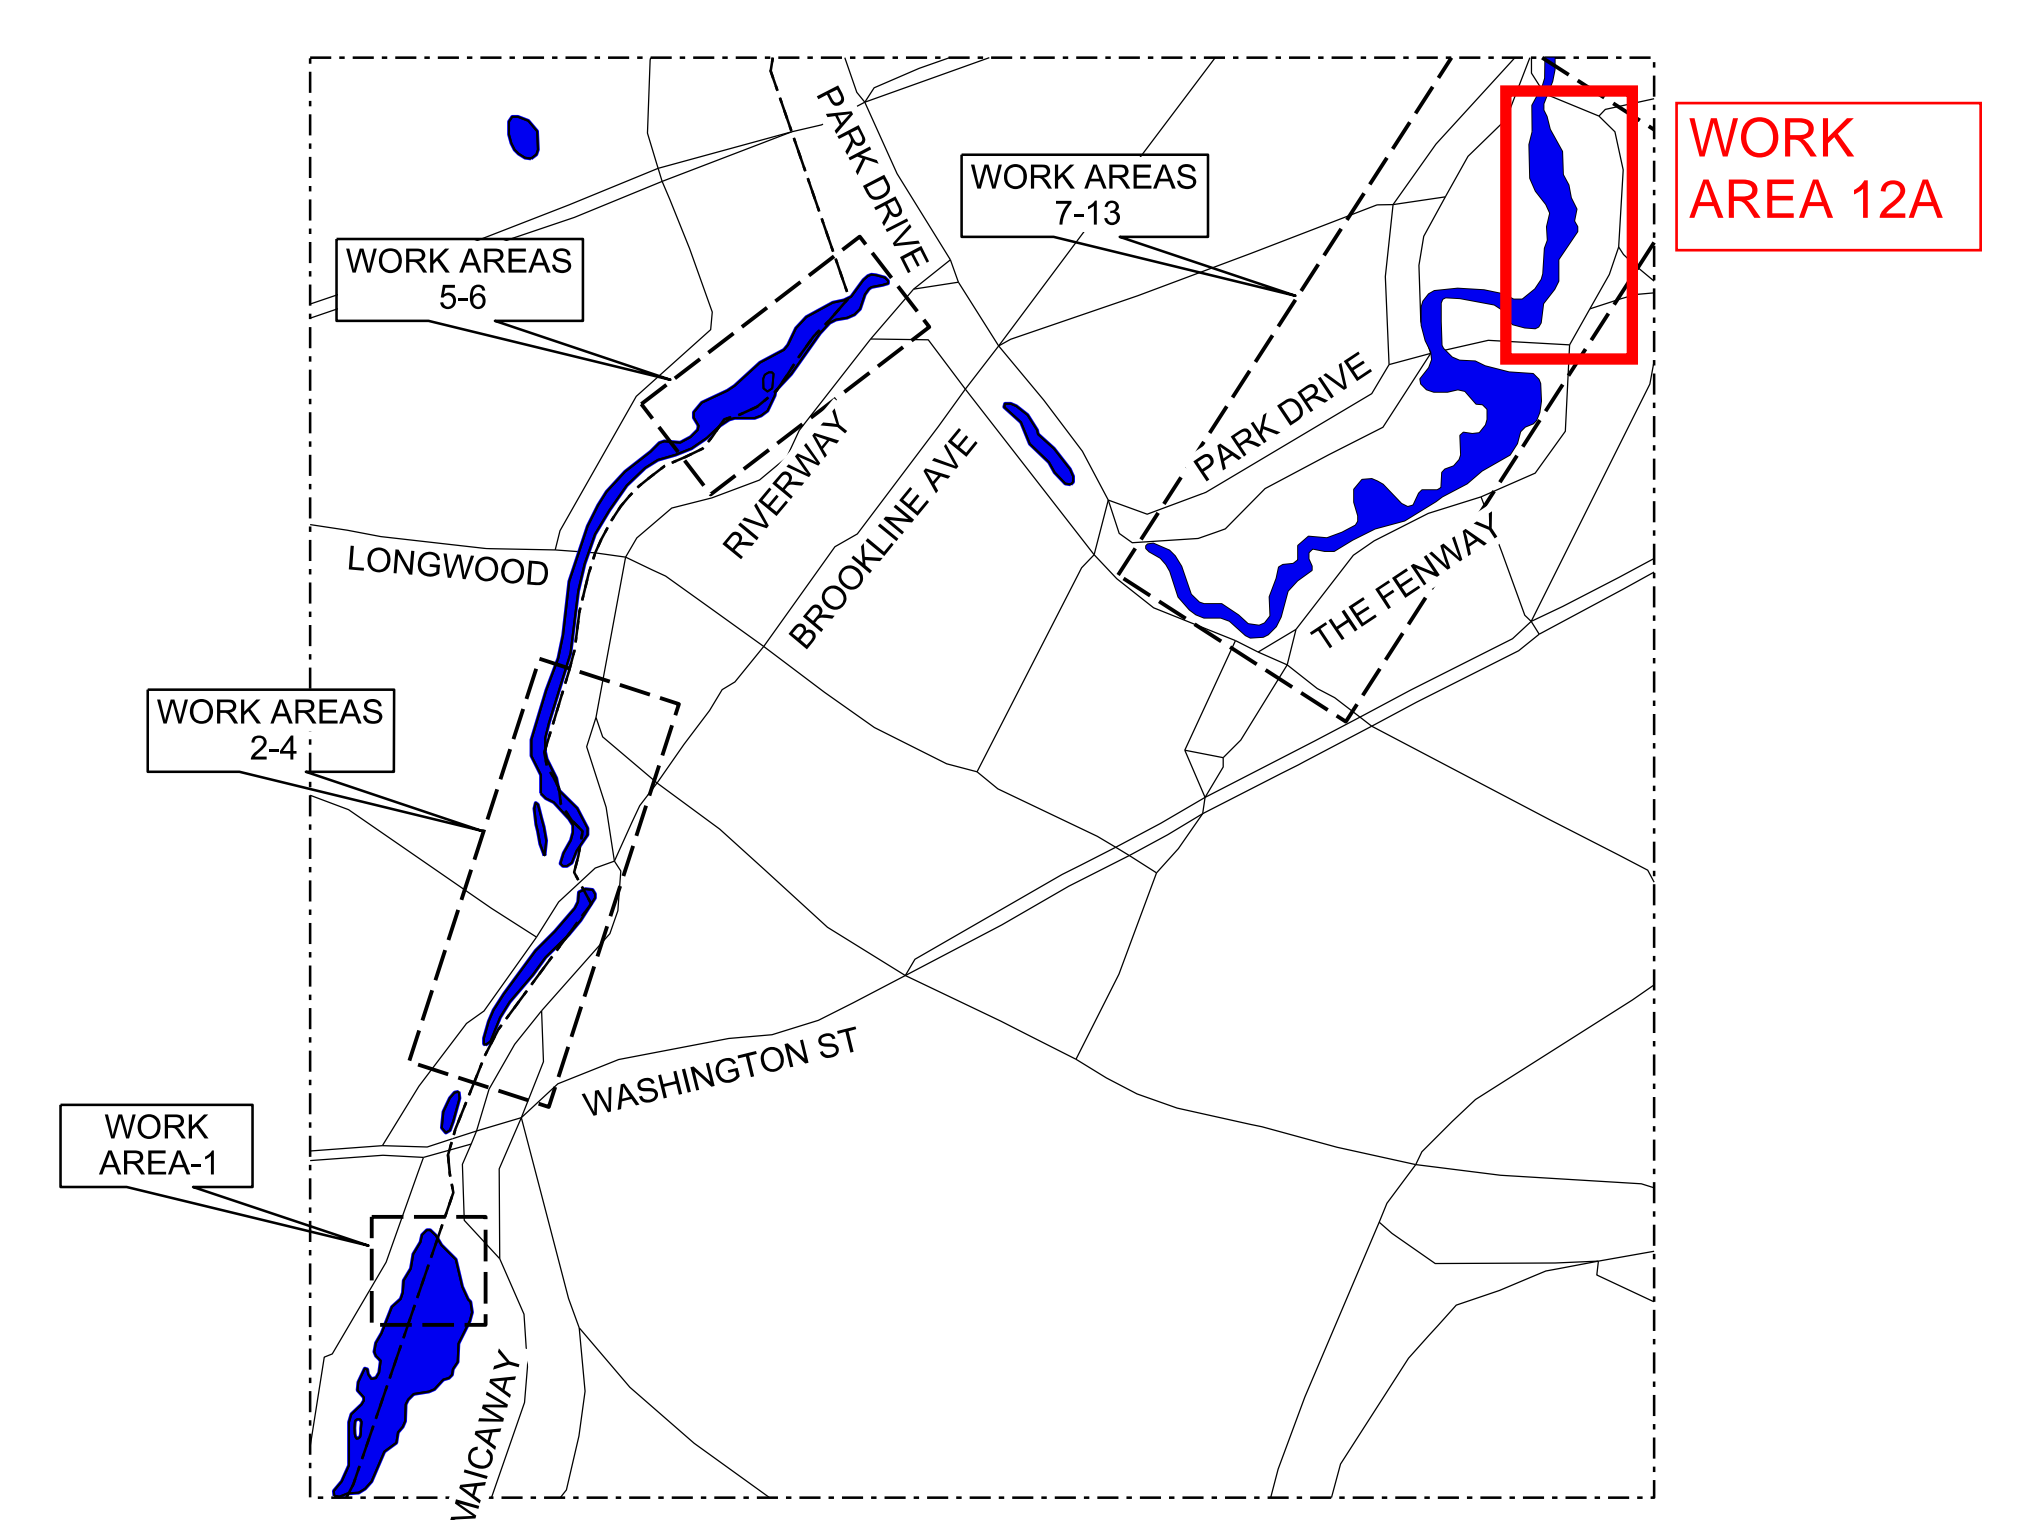 PARK DRIVE
WORK
AREA 12A
WORK AREAS
7-13
WORK AREAS
5-6
PARK DRIVE
RIVERWAY
BROOKLINE AVE
LONGWOOD
THE FENWAY
WORK AREAS
2-4
WASHINGTON ST
WORK
AREA-1
MAICAWAY